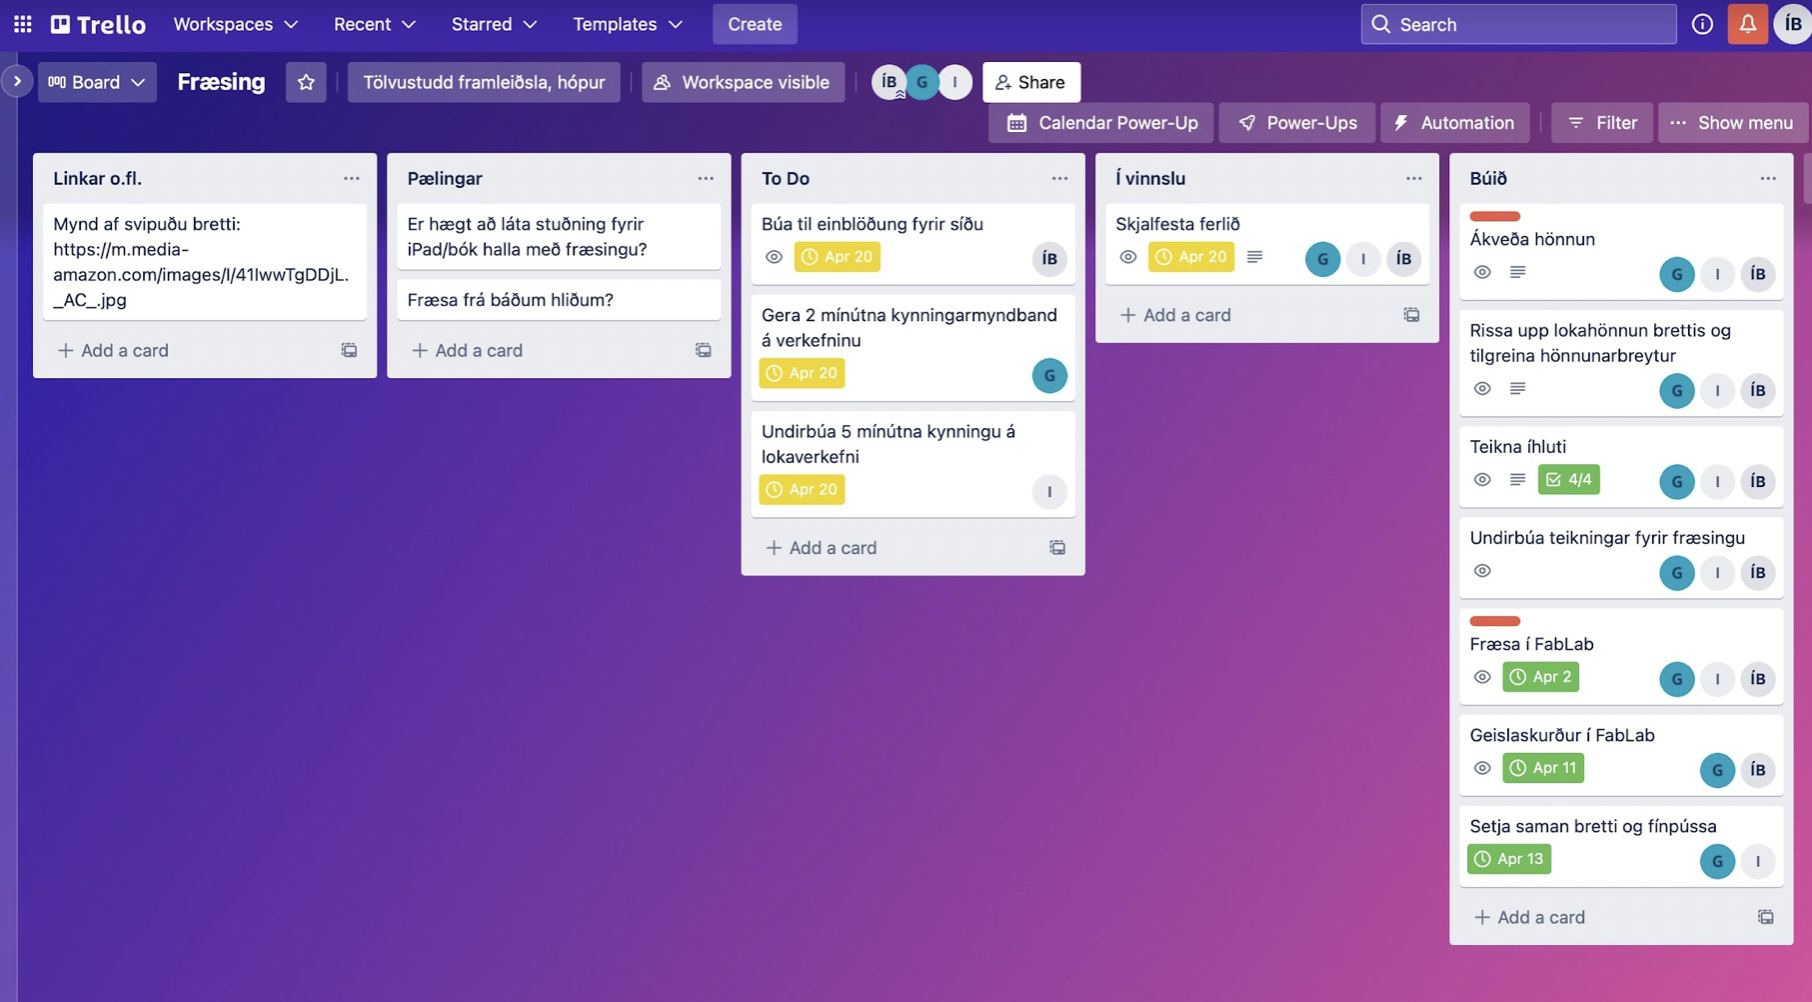 Trello
Workspaces
Recent
Starred
Templates
Create
Search
ÍB
Board
Fræsing
Tölvustudd framleiðsla, hópur
Workspace visible
ÍB
G
I
Share
Calendar Power-Up
Power-Ups
Automation
Filter
Show menu
Linkar o.fl.
Mynd af svipuðu bretti:
https://m.media-
amazon.com/images/I/41IwwTgDDjL.
_AC_.jpg
Add a card
Pælingar
Er hægt að láta stuðning fyrir
iPad/bók halla með fræsingu?
Fræsa frá báðum hliðum?
Add a card
To Do
Búa til einblöðung fyrir síðu
Apr 20
ÍB
Gera 2 mínútna kynningarmyndband
á verkefninu
Apr 20
G
Undirbúa 5 mínútna kynningu á
lokaverkefni
Apr 20
I
Add a card
Í vinnslu
Skjalfesta ferlið
Apr 20
G
I
ÍB
Add a card
Búið
Ákveða hönnun
G
I
ÍB
Rissa upp lokahönnun brettis og
tilgreina hönnunarbreytur
G
I
ÍB
Teikna íhluti
4/4
G
I
ÍB
Undirbúa teikningar fyrir fræsingu
G
I
ÍB
Fræsa í FabLab
Apr 2
G
I
ÍB
Geislaskurður í FabLab
Apr 11
G
ÍB
Setja saman bretti og fínpússa
Apr 13
G
I
Add a card